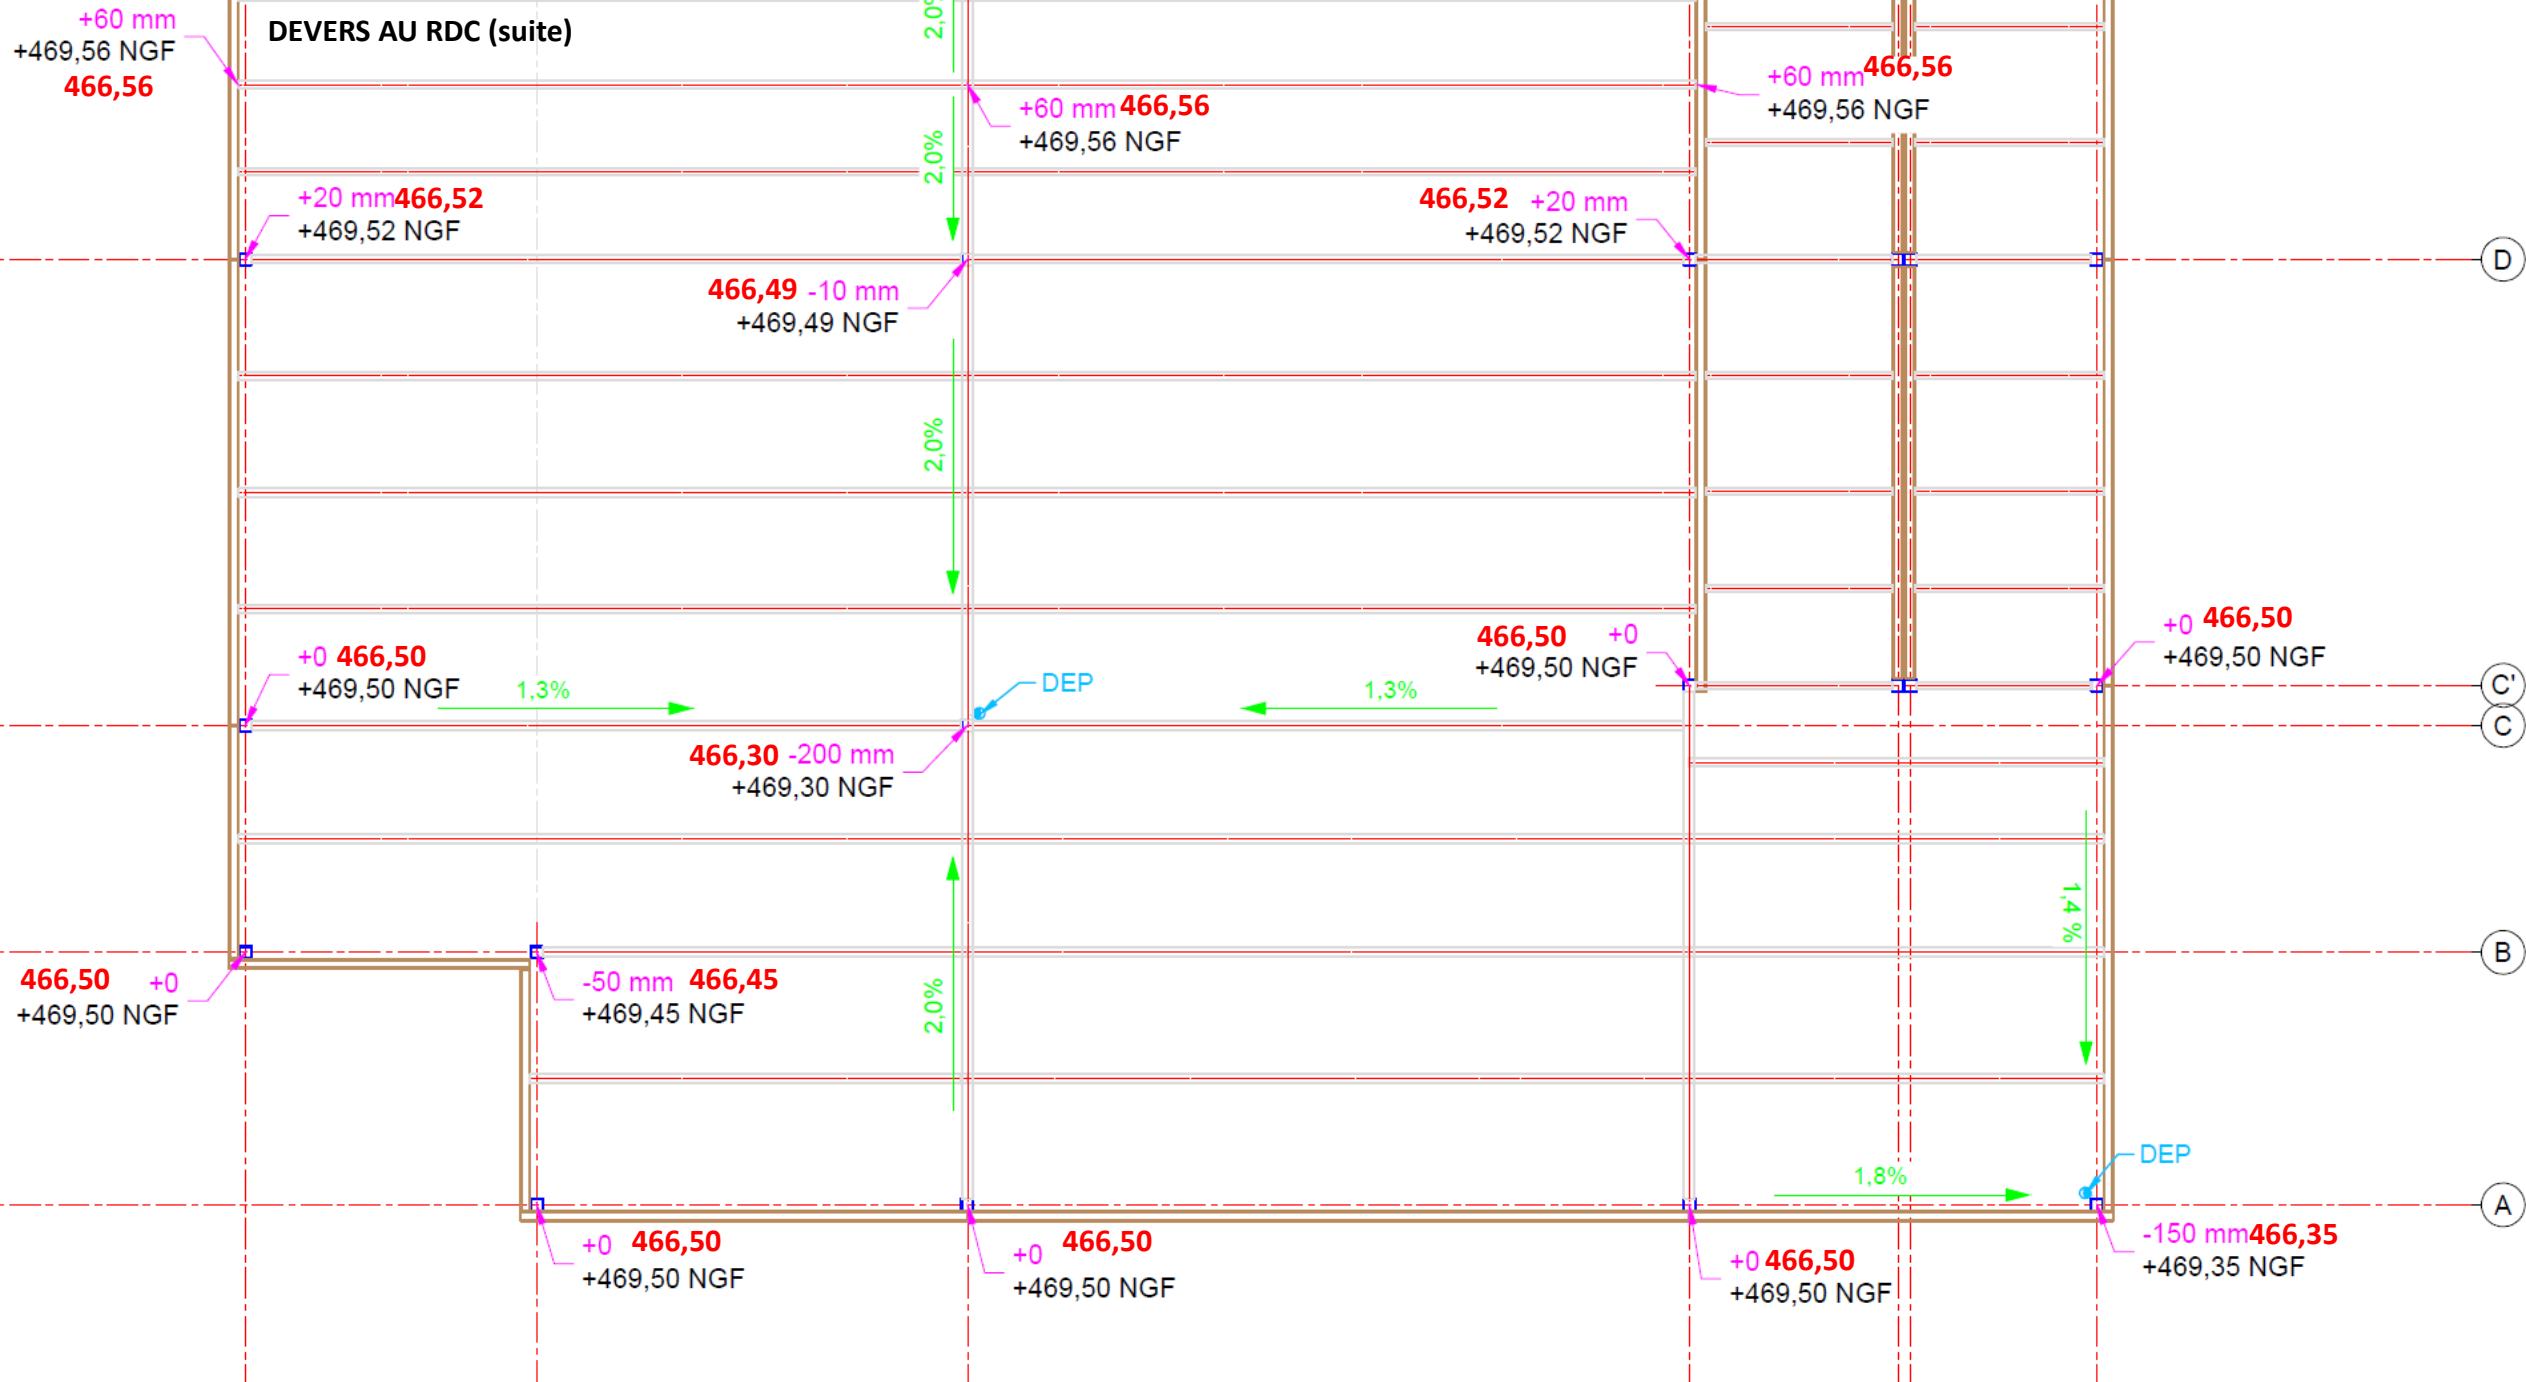 +60 mm
DEVERS AU RDC (suite)
2,0%
+469,56 NGF
466,56
+60 mm 466,56
+469,56 NGF
+60 mm 466,56
+469,56 NGF
2,0%
+20 mm 466,52
+469,52 NGF
466,52 +20 mm
+469,52 NGF
D
466,49 -10 mm
+469,49 NGF
2,0%
+0 466,50
+469,50 NGF
1,3%
DEP
1,3%
466,50 +0
+469,50 NGF
+0 466,50
+469,50 NGF
C'
C
466,30 -200 mm
+469,30 NGF
1,4 %
B
466,50 +0
+469,50 NGF
-50 mm 466,45
+469,45 NGF
2,0%
DEP
1,8%
A
+0 466,50
+469,50 NGF
+0 466,50
+469,50 NGF
+0 466,50
+469,50 NGF
-150 mm 466,35
+469,35 NGF